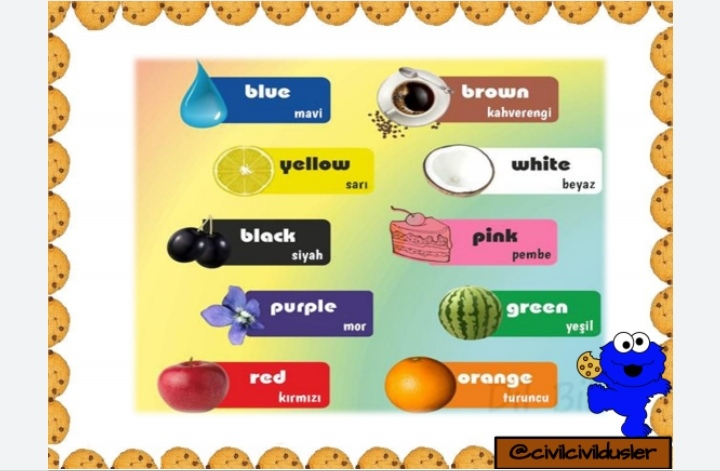 blue
mavi
brown
kahverengi
yellow
sarı
white
beyaz
black
siyah
pink
pembe
purple
mor
green
yeşil
red
kırmızı
orange
turuncu
@civilcivildusler